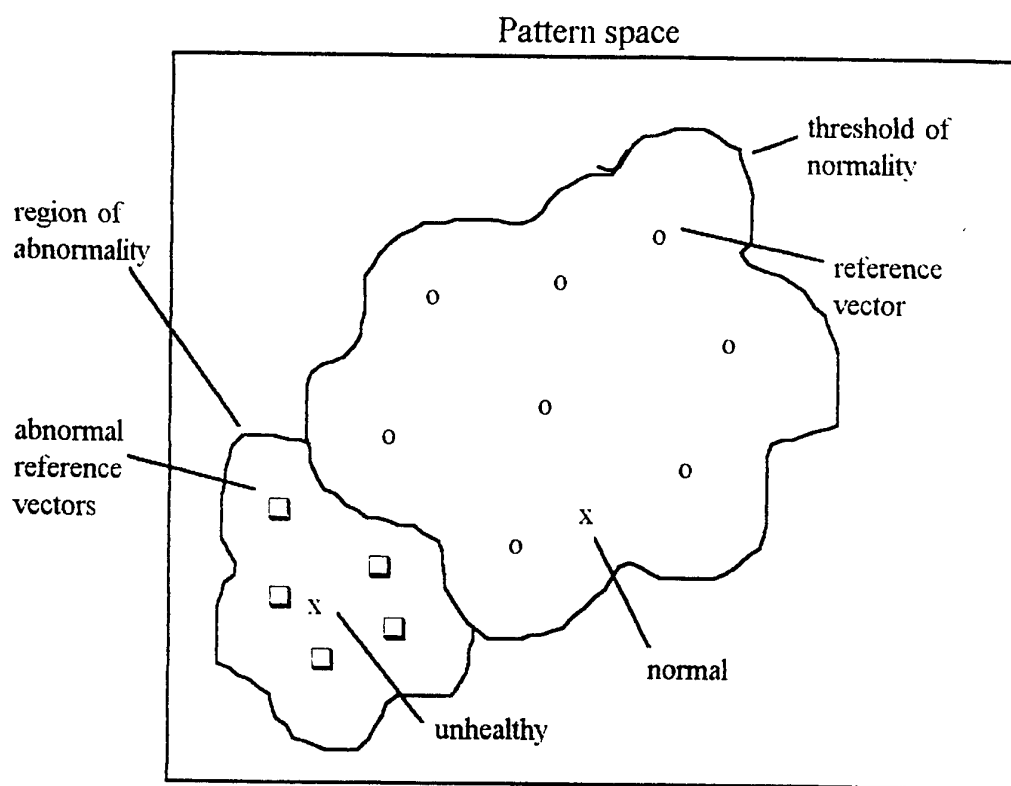 Pattern space
threshold of
normality
region of
abnormality
o
reference
vector
o
o
o
o
abnormal
reference
vectors
o
o
x
o
x
normal
unhealthy